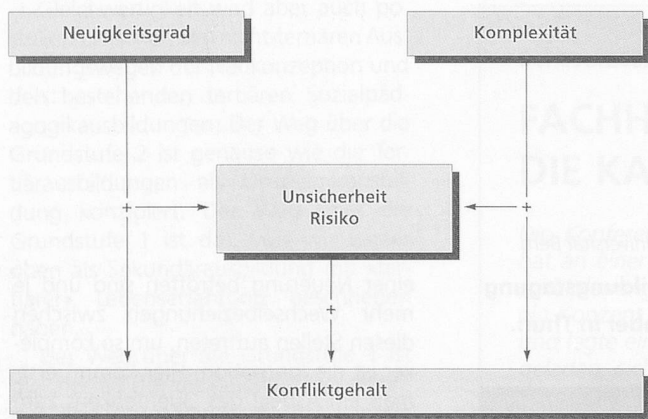 Neuigkeitsgrad
Komplexität
+
Unsicherheit
Risiko
+
+
Konfliktgehalt